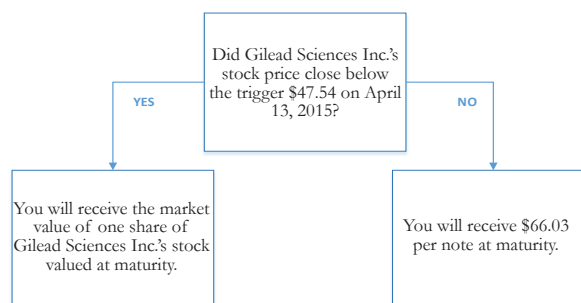 Did Gilead Sciences Inc.'s
stock price close below
the trigger $47.54 on April
13, 2015?
YES
NO
You will receive the market
value of one share of
Gilead Sciences Inc.'s stock
valued at maturity.
You will receive $66.03
per note at maturity.